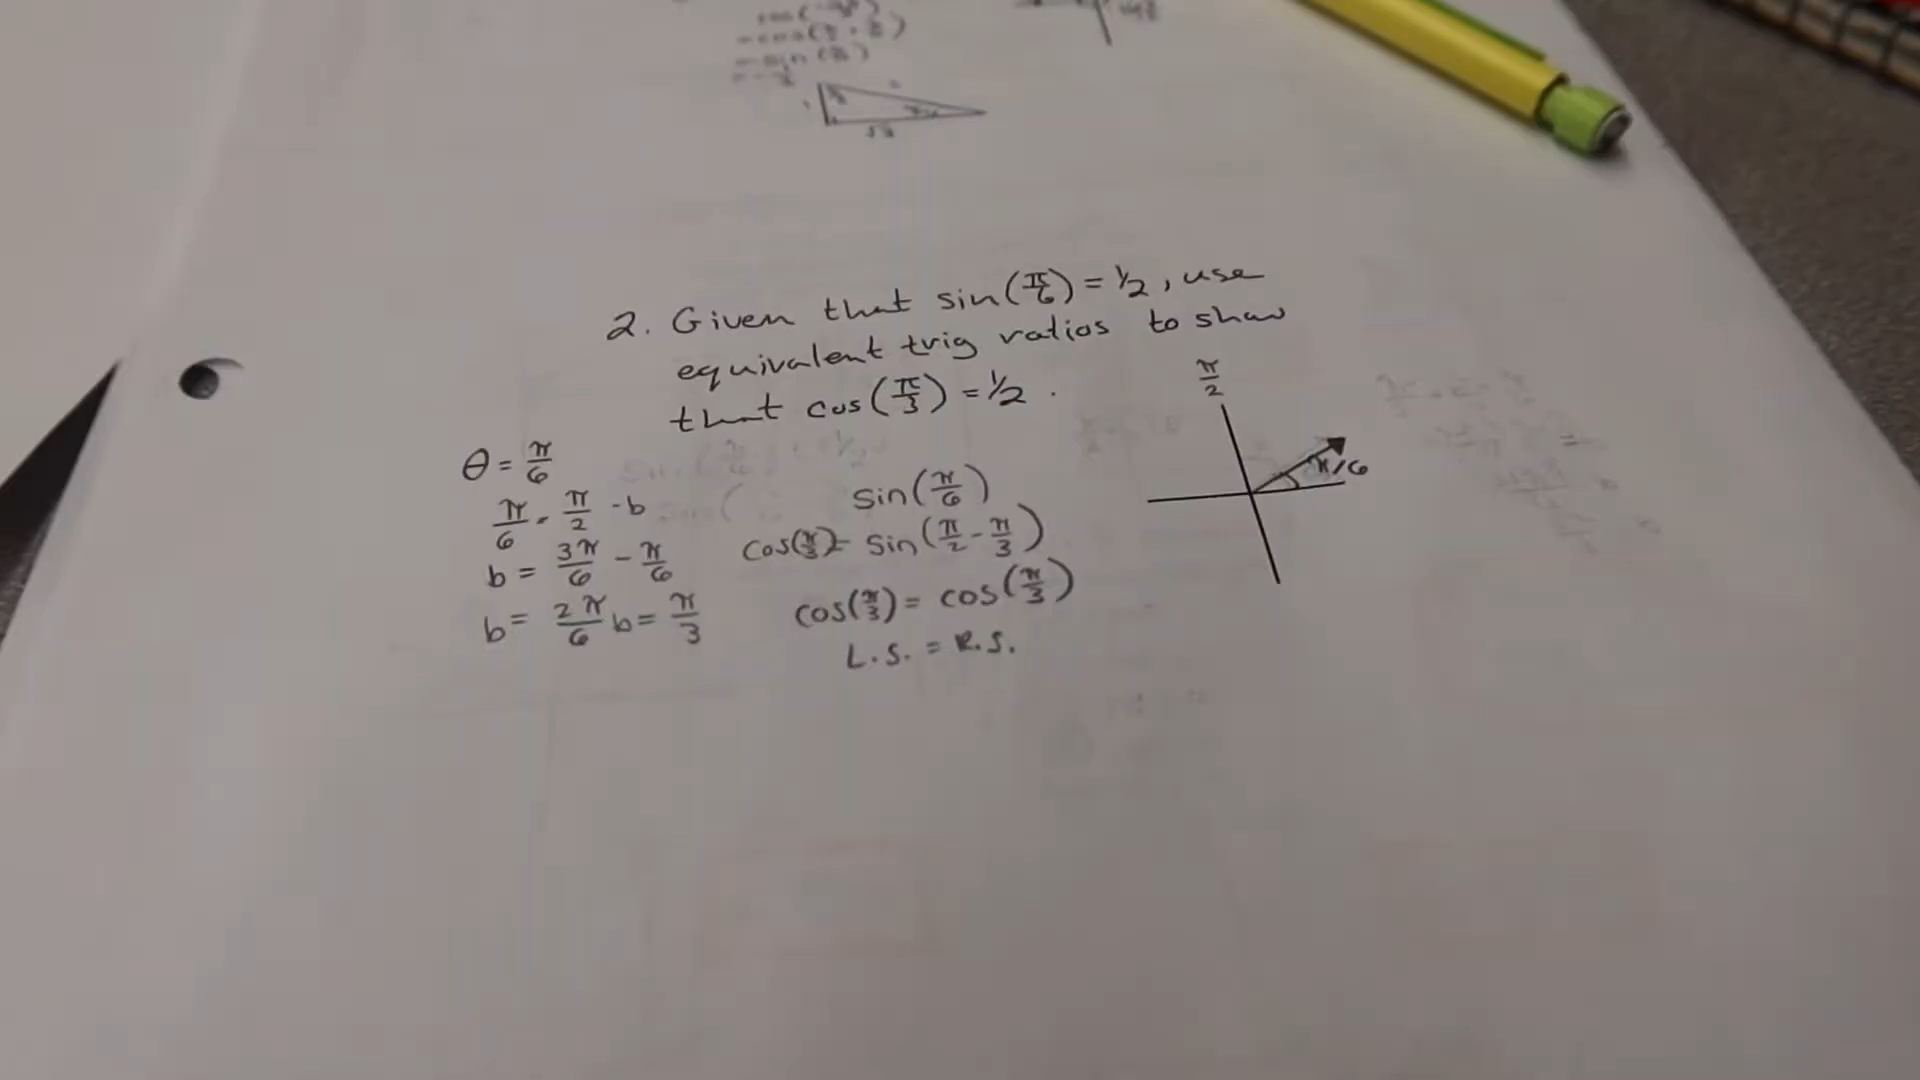 2. Given that sin(π/6) = 1/2, use
equivalent trig ratios to show
that cos(π/3) = 1/2.
θ = π/6
π/6 = π/2 - b
b = 3π/6 - π/6
b = 2π/6 b = π/3
sin(π/6)
cos(π/3) = sin(π/2 - π/3)
cos(π/3) = cos(π/3)
L.S. = R.S.
π/2
π/6